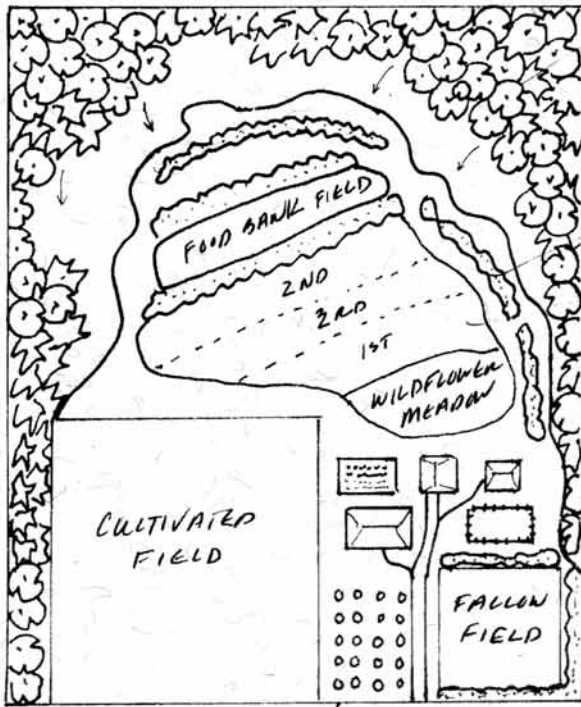 FOOD BANK FIELD
2ND
3RD
1ST
WILDFLOWER
MEADOW
CULTIVATED
FIELD
FALLOW
FIELD